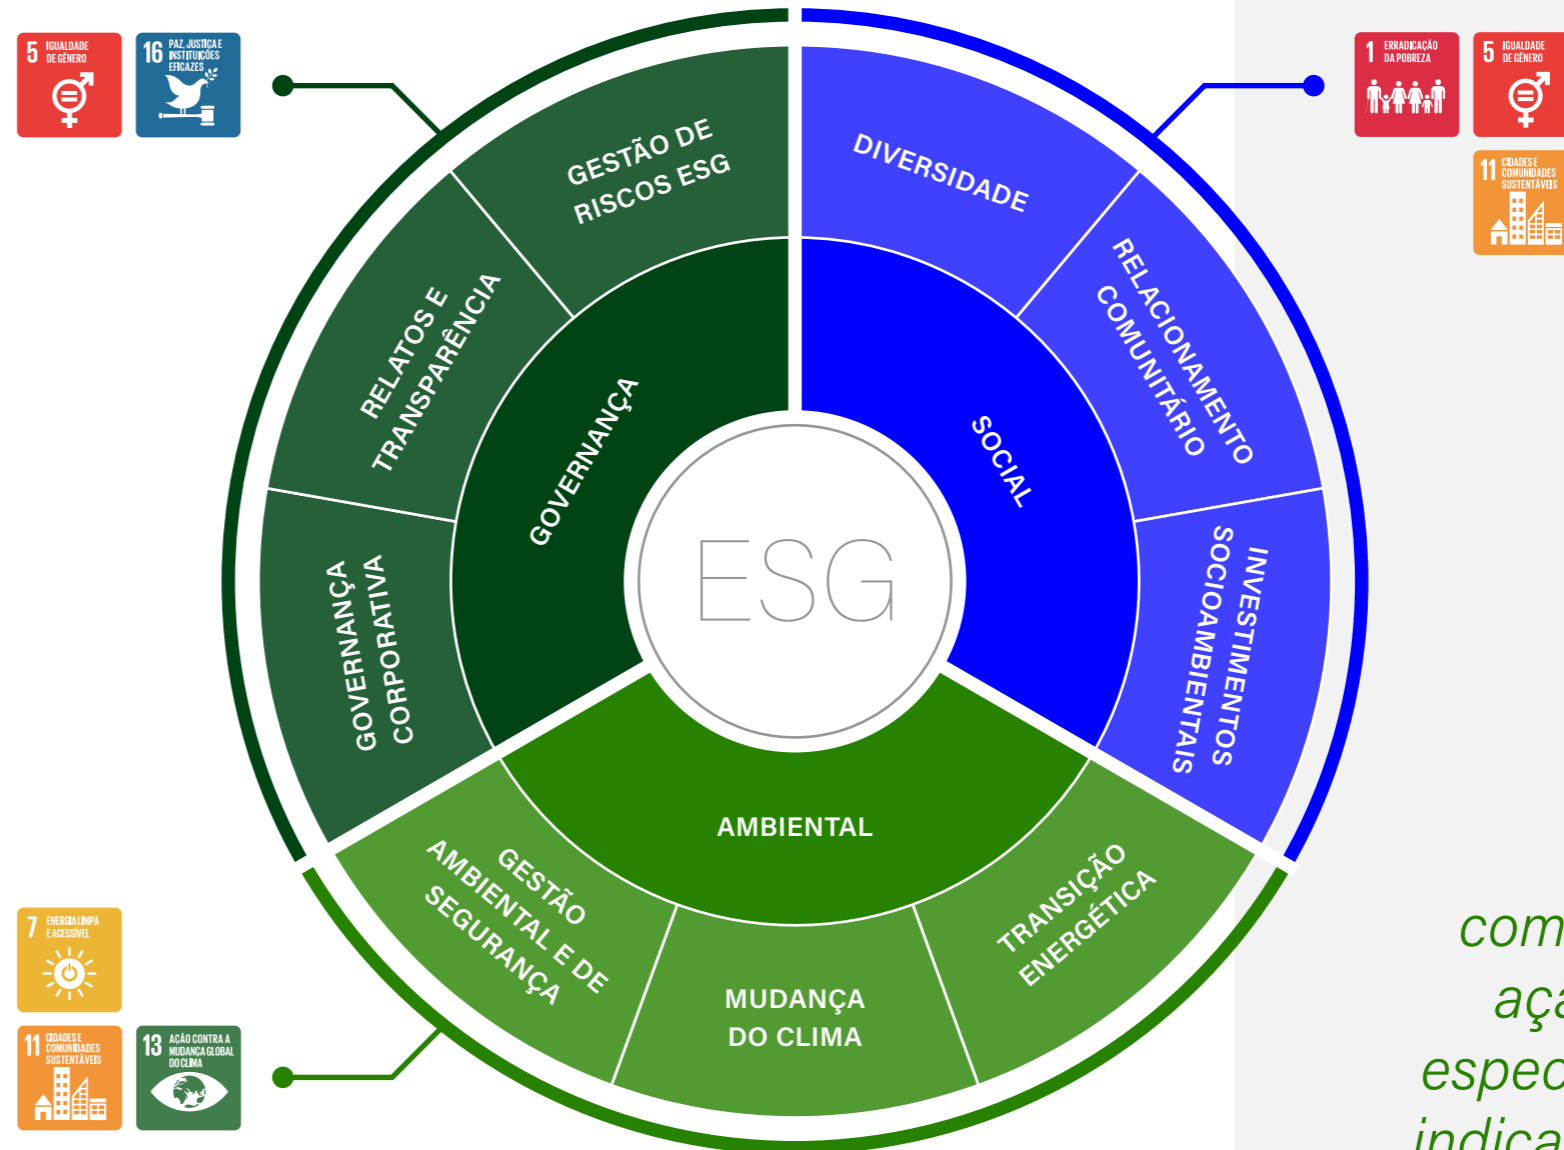 5 IGUALDADE
DE GÊNERO
16 PAZ, JUSTIÇA E
INSTITUIÇÕES
EFICAZES
1 ERRADICAÇÃO
DA POBREZA
5 IGUALDADE
DE GÊNERO
11 CIDADES E
COMUNIDADES
SUSTENTÁVEIS
GESTÃO DE
RISCOS ESG
DIVERSIDADE
RELATOS E
TRANSPARÊNCIA
RELACIONAMENTO
COMUNITÁRIO
GOVERNANÇA
SOCIAL
ESG
GOVERNANÇA
CORPORATIVA
INVESTIMENTOS
SOCIOAMBIENTAIS
AMBIENTAL
GESTÃO
AMBIENTAL E DE
SEGURANÇA
MUDANÇA
DO CLIMA
TRANSIÇÃO
ENERGÉTICA
7 ENERGIA LIMPA
E ACESSÍVEL
11 CIDADES E
COMUNIDADES
SUSTENTÁVEIS
13 AÇÃO CONTRA A
MUDANÇA GLOBAL
DO CLIMA